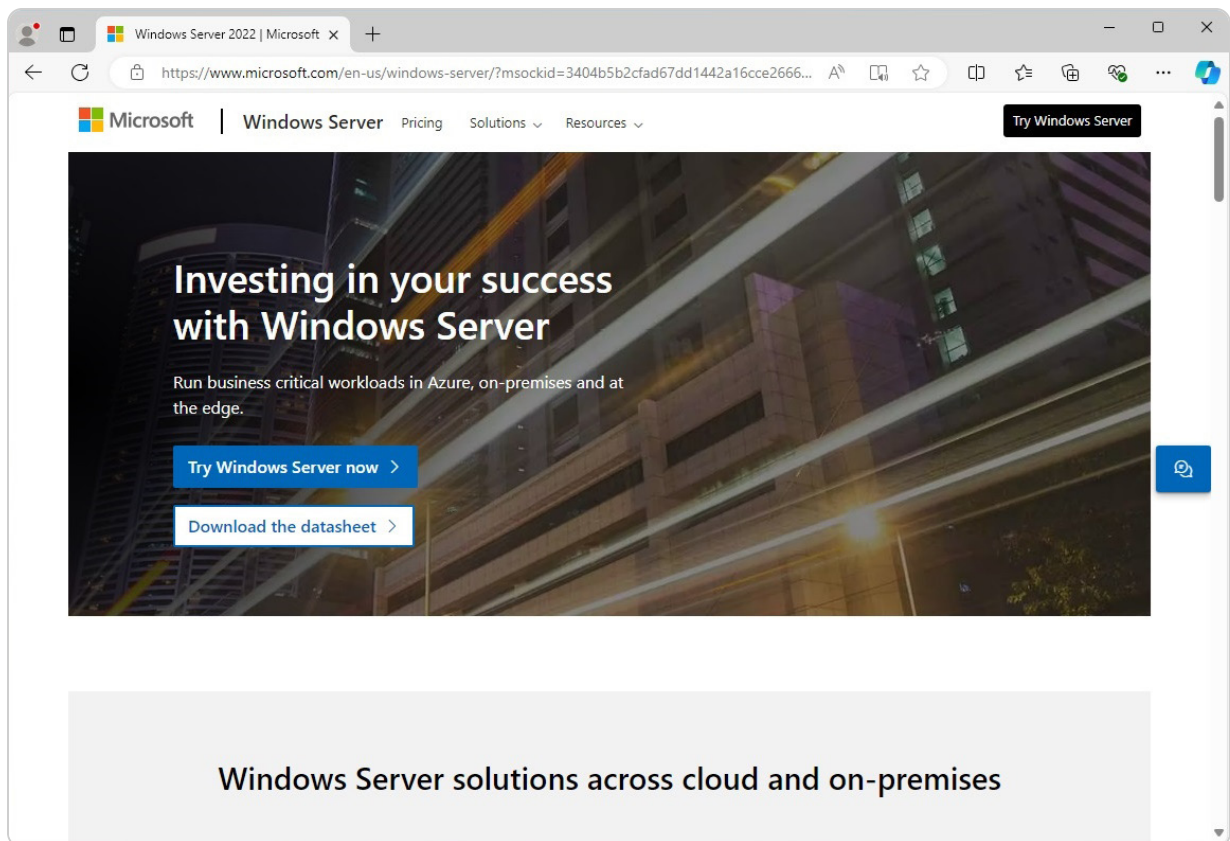 Windows Server 2022 | Microsoft
https://www.microsoft.com/en-us/windows-server/?msockid=3404b5b2cfad67dd1442a16cce2666...
Microsoft | Windows Server Pricing Solutions Resources Try Windows Server
Investing in your success
with Windows Server
Run business critical workloads in Azure, on-premises and at
the edge.
Try Windows Server now
Download the datasheet
Windows Server solutions across cloud and on-premises